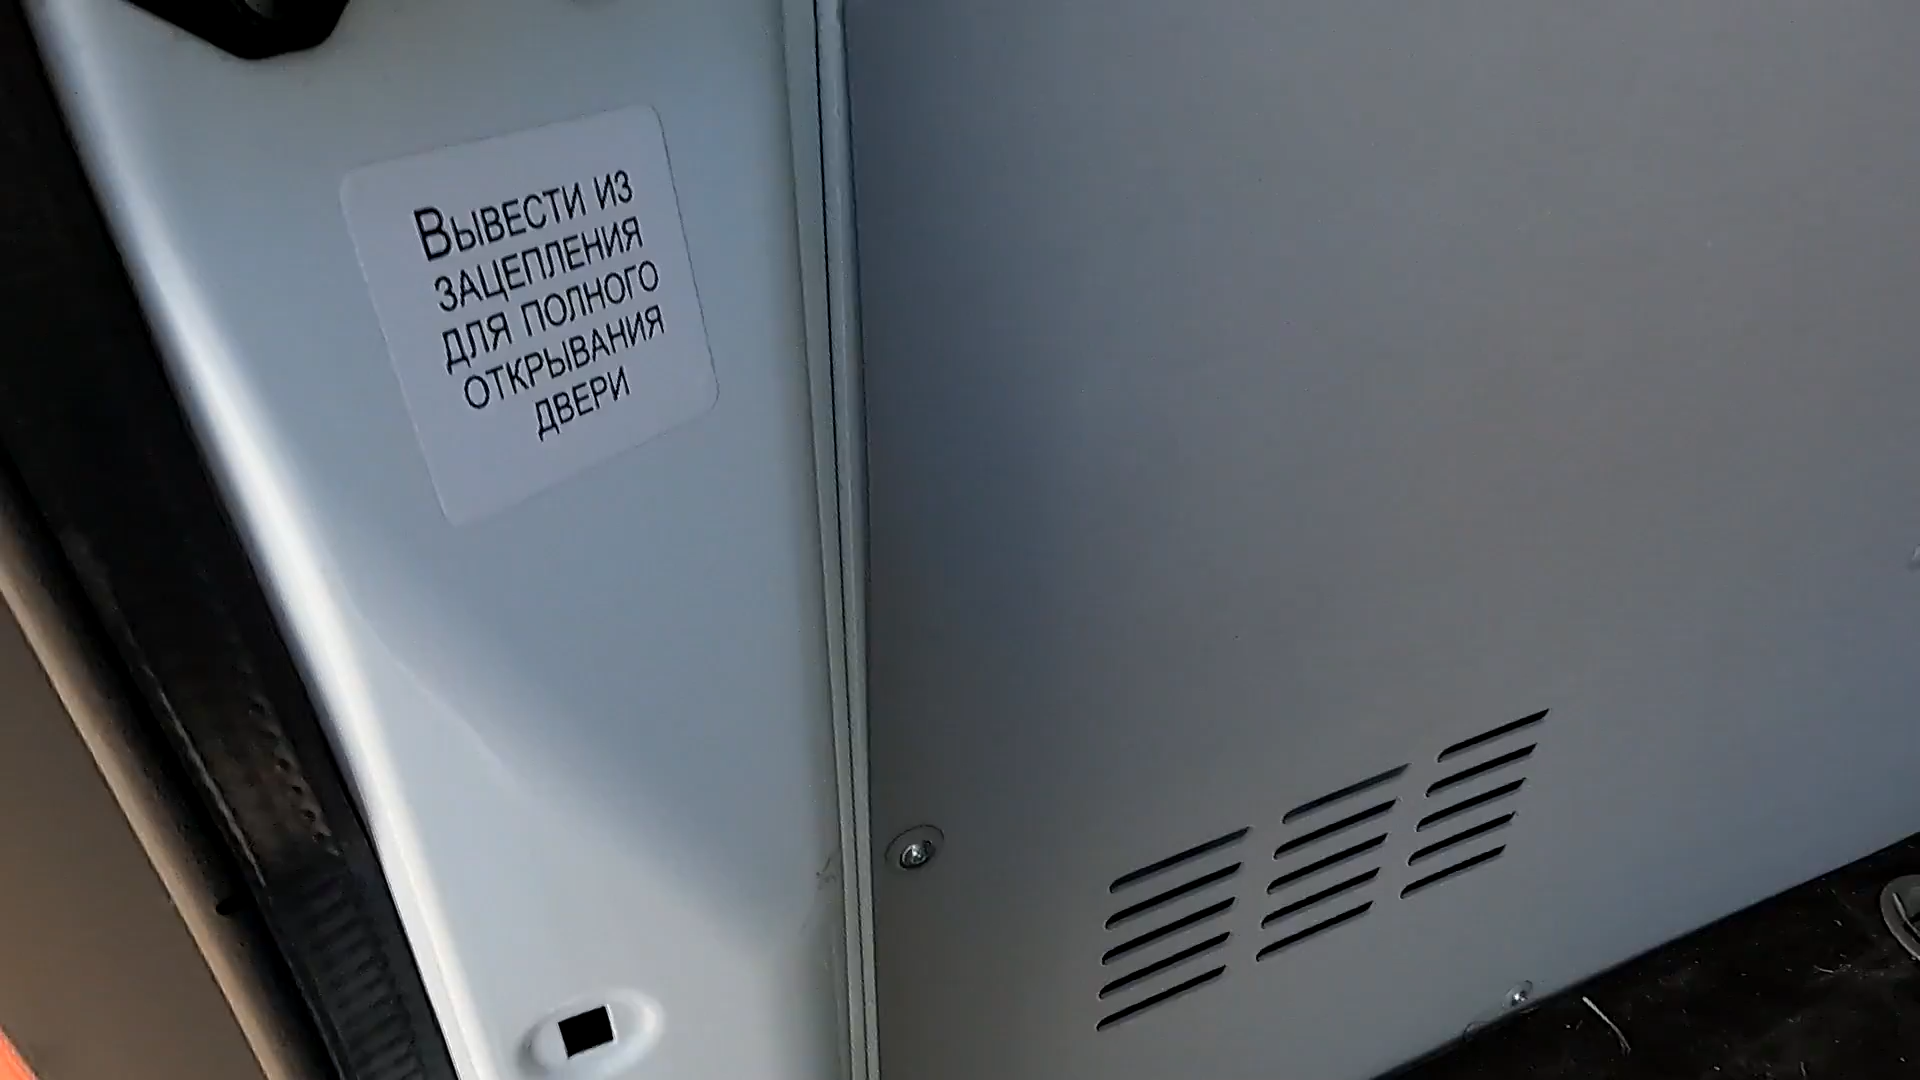 Вывести из
зацепления
для полного
открывания
двери